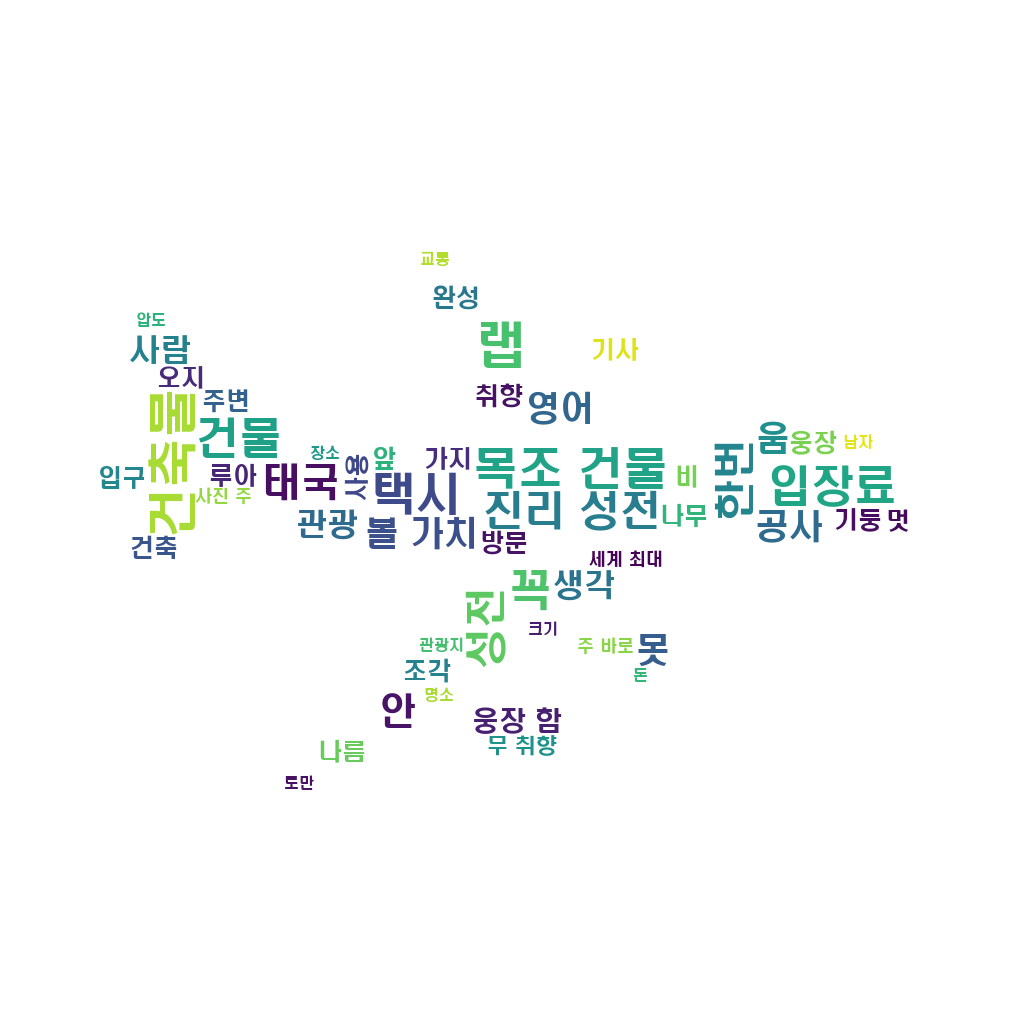 교통
완성
압도
랩
사람
기사
오지
취향
주변
건축물
영어
건물
움
웅장
남자
장소
앞
가지
목조 건물
한번
입구
루아
태국
사용
택시
비
입장료
사진 주
진리 성전
나무
관광
볼 가치
공사
기둥
멋
건축
방문
세계 최대
꼭
생각
성전
크기
관광지
주 바로
못
조각
돈
명소
안
웅장 함
무 취향
나름
토만